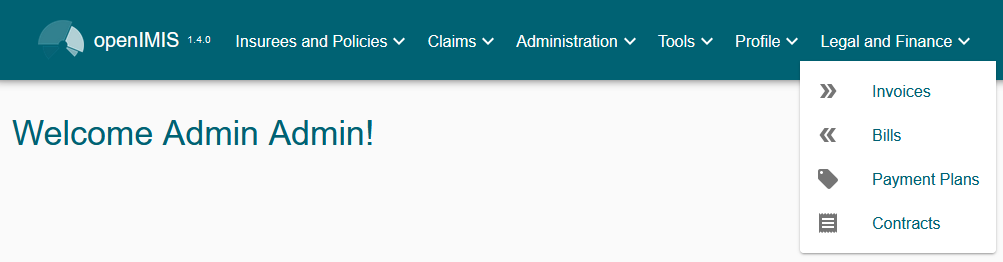 openIMIS 1.4.0 Insurees and Policies Claims Administration Tools Profile Legal and Finance
Invoices
Welcome Admin Admin!
Bills
Payment Plans
Contracts